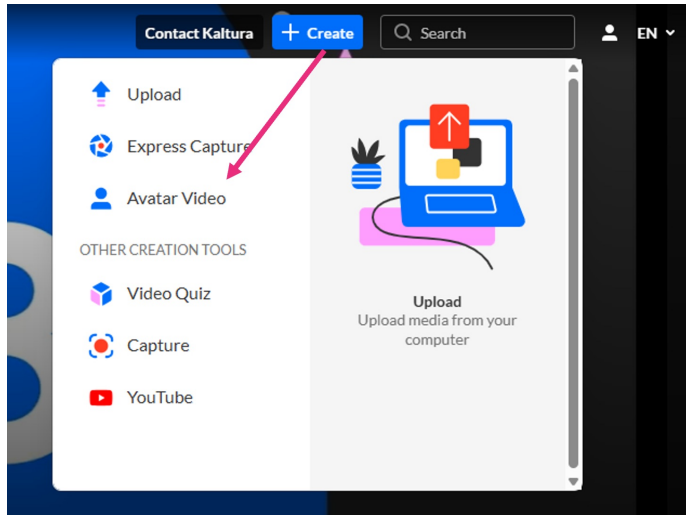 Contact Kaltura
Create
Search
EN
Upload
Express Capture
Avatar Video
OTHER CREATION TOOLS
Video Quiz
Capture
YouTube
Upload
Upload media from your
computer